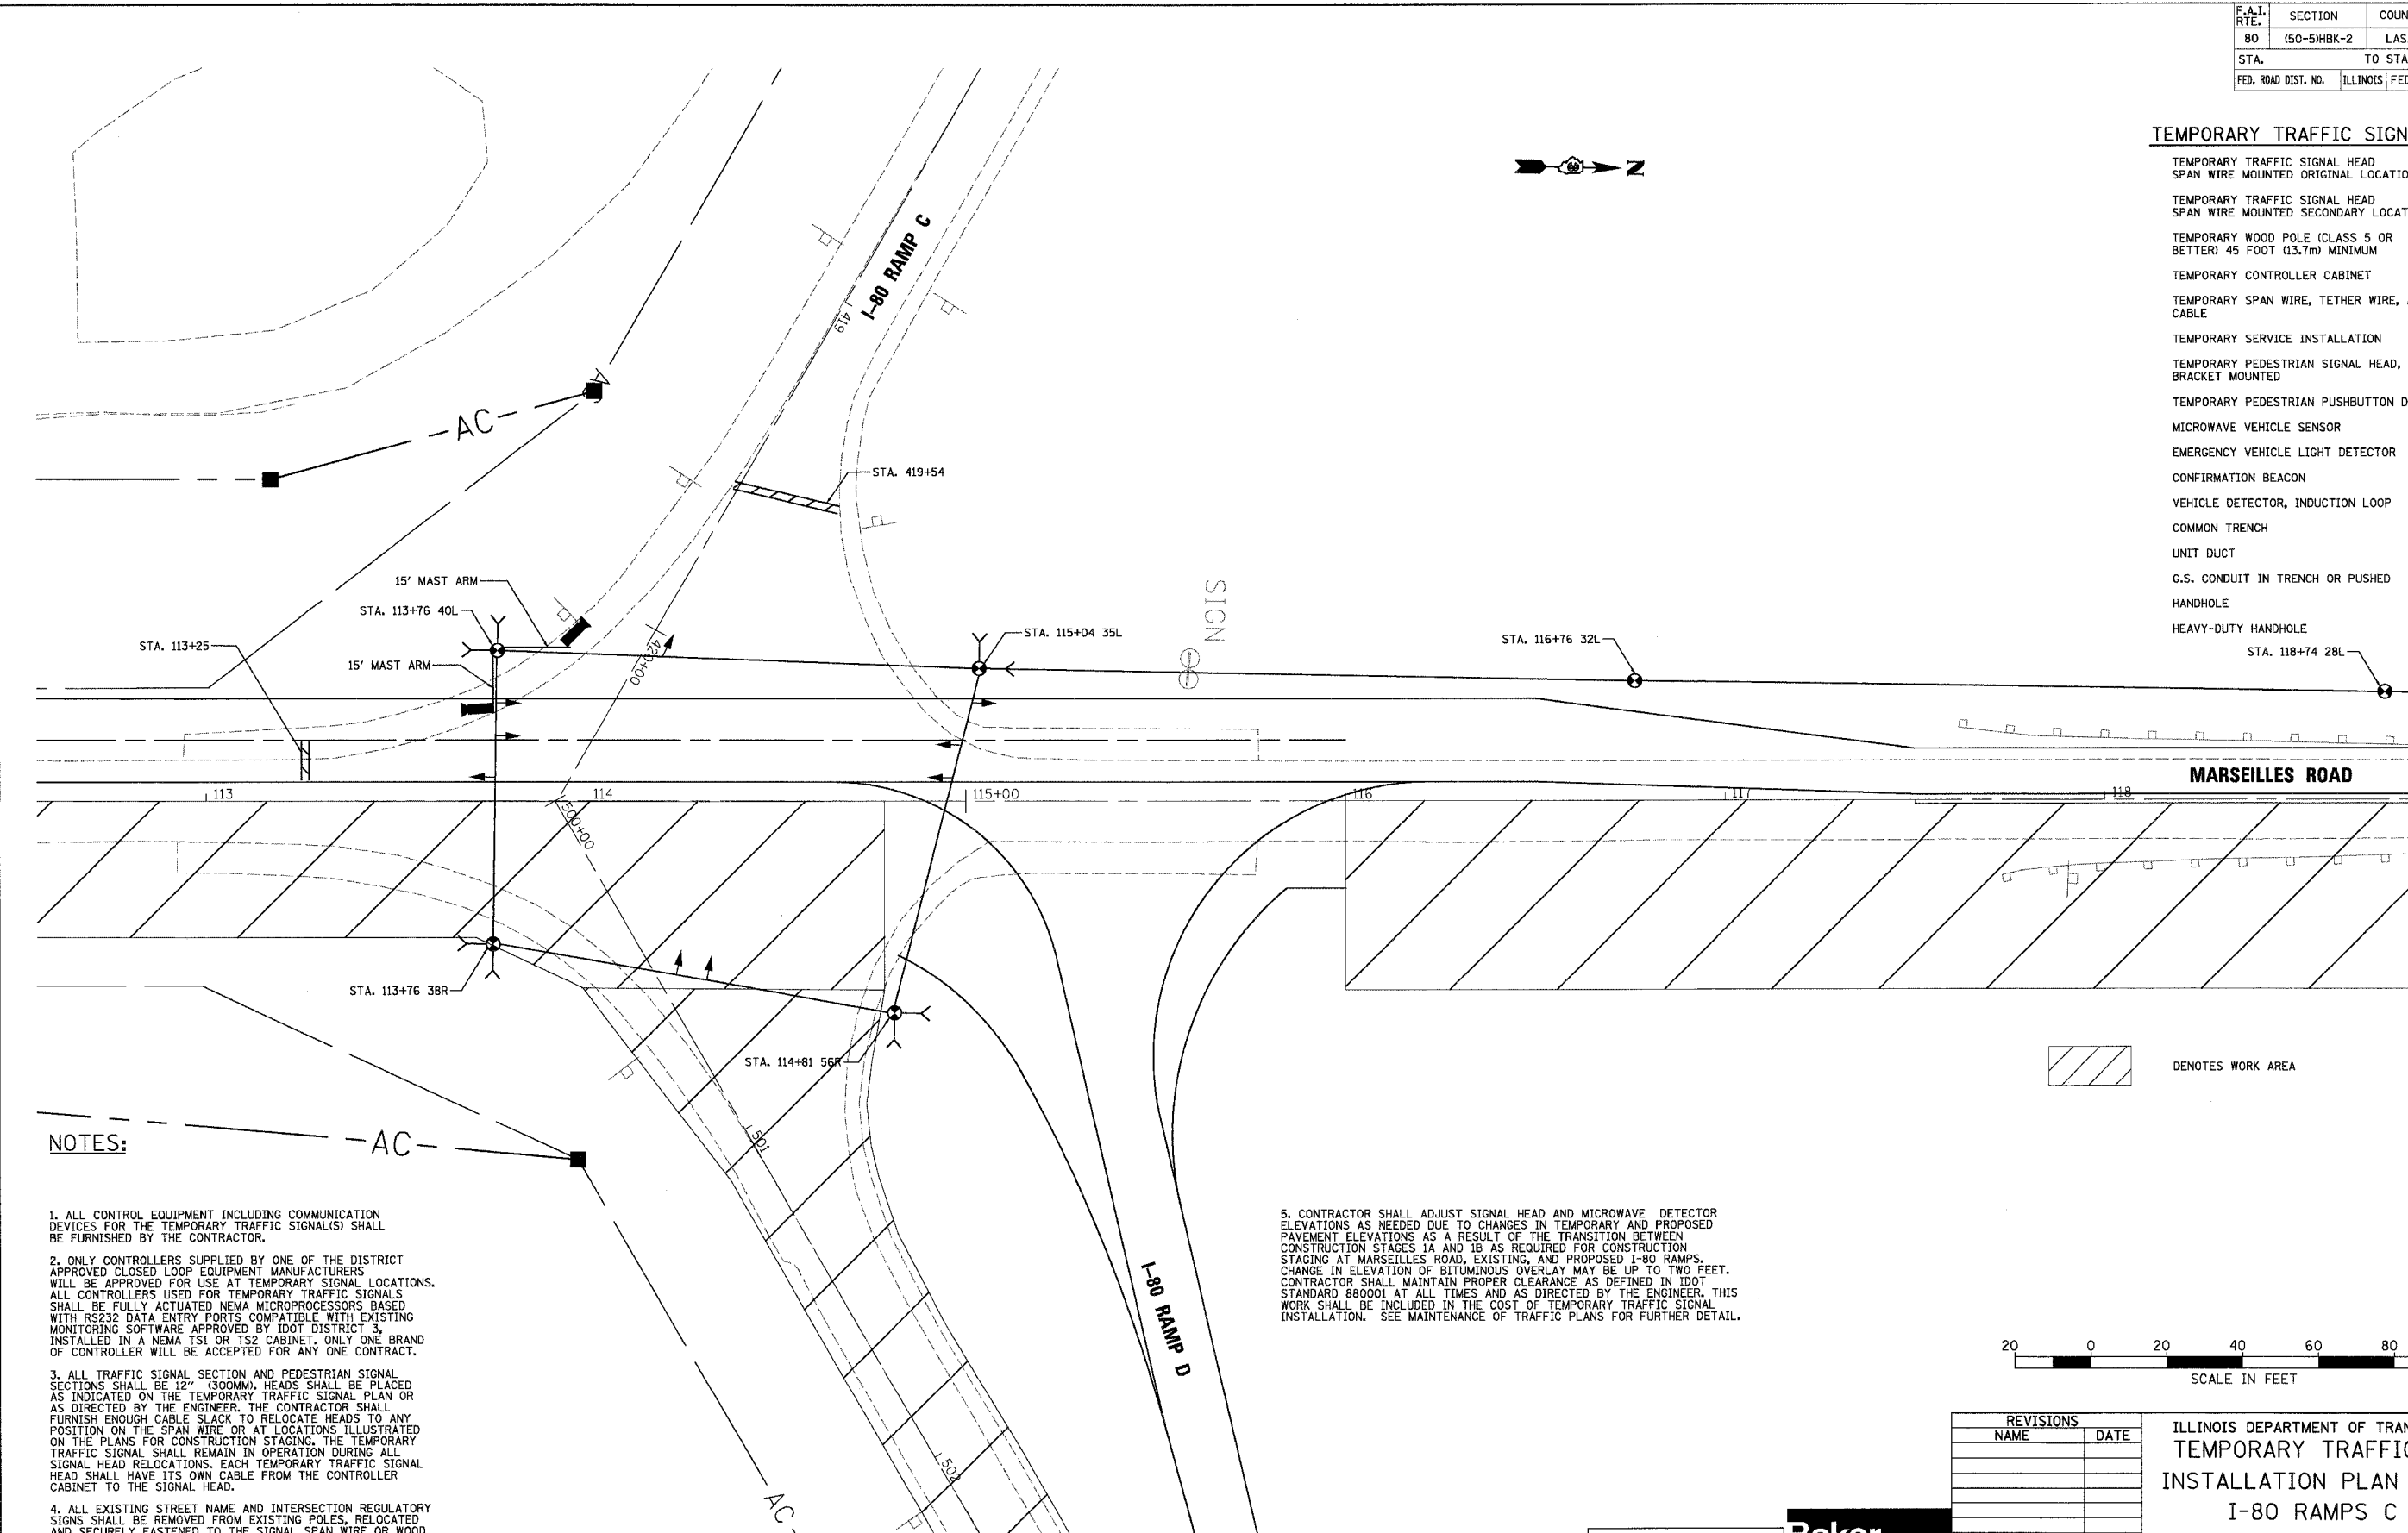 F.A.I. RTE. SECTION
80 (50-5)HBK-2
STA. TO STA
FED. ROAD DIST. NO. ILLINOIS
TEMPORARY TRAFFIC
TEMPORARY TRAFFIC SIGNAL HEAD
SPAN WIRE MOUNTED ORIGINAL
TEMPORARY TRAFFIC SIGNAL HEAD
SPAN WIRE MOUNTED SECONDARY
TEMPORARY WOOD POLE (CLASS 5 OR
BETTER) 45 FOOT (13.7m) MINIMUM
TEMPORARY CONTROLLER CABINET
TEMPORARY SPAN WIRE, TETHER WIRE,
CABLE
TEMPORARY SERVICE INSTALLATION
TEMPORARY PEDESTRIAN SIGNAL HEAD,
BRACKET MOUNTED
TEMPORARY PEDESTRIAN PUSHBUTTON
MICROWAVE VEHICLE SENSOR
EMERGENCY VEHICLE LIGHT DETECTOR
CONFIRMATION BEACON
VEHICLE DETECTOR, INDUCTION LOOP
COMMON TRENCH
UNIT DUCT
G.S. CONDUIT IN TRENCH OR PUSHED
HANDHOLE
HEAVY-DUTY HANDHOLE
N
I-80 RAMP C
419
AC
AC
STA. 419+54
15' MAST ARM
STA. 113+76 40L
STA. 113+25
15' MAST ARM
420+00
STA. 115+04 35L
SIGN
STA. 116+76 32L
STA. 118+74 28L
MARSEILLES ROAD
113
114
115+00
116
117
118
500+00
STA. 113+76 38R
STA. 114+81 56R
DENOTES WORK AREA
501
502
AC
AC
I-80 RAMP D
NOTES:
1. ALL CONTROL EQUIPMENT INCLUDING COMMUNICATION
DEVICES FOR THE TEMPORARY TRAFFIC SIGNAL(S) SHALL
BE FURNISHED BY THE CONTRACTOR.
2. ONLY CONTROLLERS SUPPLIED BY ONE OF THE DISTRICT
APPROVED CLOSED LOOP EQUIPMENT MANUFACTURERS
WILL BE APPROVED FOR USE AT TEMPORARY SIGNAL LOCATIONS.
ALL CONTROLLERS USED FOR TEMPORARY TRAFFIC SIGNALS
SHALL BE FULLY ACTUATED NEMA MICROPROCESSORS BASED
WITH RS232 DATA ENTRY PORTS COMPATIBLE WITH EXISTING
MONITORING SOFTWARE APPROVED BY IDOT DISTRICT 3,
INSTALLED IN A NEMA TS1 OR TS2 CABINET. ONLY ONE BRAND
OF CONTROLLER WILL BE ACCEPTED FOR ANY ONE CONTRACT.
3. ALL TRAFFIC SIGNAL SECTION AND PEDESTRIAN SIGNAL
SECTIONS SHALL BE 12" (300MM). HEADS SHALL BE PLACED
AS INDICATED ON THE TEMPORARY TRAFFIC SIGNAL PLAN OR
AS DIRECTED BY THE ENGINEER. THE CONTRACTOR SHALL
FURNISH ENOUGH CABLE SLACK TO RELOCATE HEADS TO ANY
POSITION ON THE SPAN WIRE OR AT LOCATIONS ILLUSTRATED
ON THE PLANS FOR CONSTRUCTION STAGING. THE TEMPORARY
TRAFFIC SIGNAL SHALL REMAIN IN OPERATION DURING ALL
SIGNAL HEAD RELOCATIONS. EACH TEMPORARY TRAFFIC SIGNAL
HEAD SHALL HAVE ITS OWN CABLE FROM THE CONTROLLER
CABINET TO THE SIGNAL HEAD.
4. ALL EXISTING STREET NAME AND INTERSECTION REGULATORY
SIGNS SHALL BE REMOVED FROM EXISTING POLES, RELOCATED
AND SECURELY FASTENED TO THE SIGNAL SPAN WIRE OR WOOD
5. CONTRACTOR SHALL ADJUST SIGNAL HEAD AND MICROWAVE DETECTOR
ELEVATIONS AS NEEDED DUE TO CHANGES IN TEMPORARY AND PROPOSED
PAVEMENT ELEVATIONS AS A RESULT OF THE TRANSITION BETWEEN
CONSTRUCTION STAGES 1A AND 1B AS REQUIRED FOR CONSTRUCTION
STAGING AT MARSEILLES ROAD, EXISTING, AND PROPOSED I-80 RAMPS.
CHANGE IN ELEVATION OF BITUMINOUS OVERLAY MAY BE UP TO TWO FEET.
CONTRACTOR SHALL MAINTAIN PROPER CLEARANCE AS DEFINED IN IDOT
STANDARD 880001 AT ALL TIMES AND AS DIRECTED BY THE ENGINEER. THIS
WORK SHALL BE INCLUDED IN THE COST OF TEMPORARY TRAFFIC SIGNAL
INSTALLATION. SEE MAINTENANCE OF TRAFFIC PLANS FOR FURTHER DETAIL.
20 0 20 40 60 80
SCALE IN FEET
REVISIONS
NAME DATE
ILLINOIS DEPARTMENT OF
TEMPORARY TRAFFIC
INSTALLATION PLAN
I-80 RAMPS C
Baker